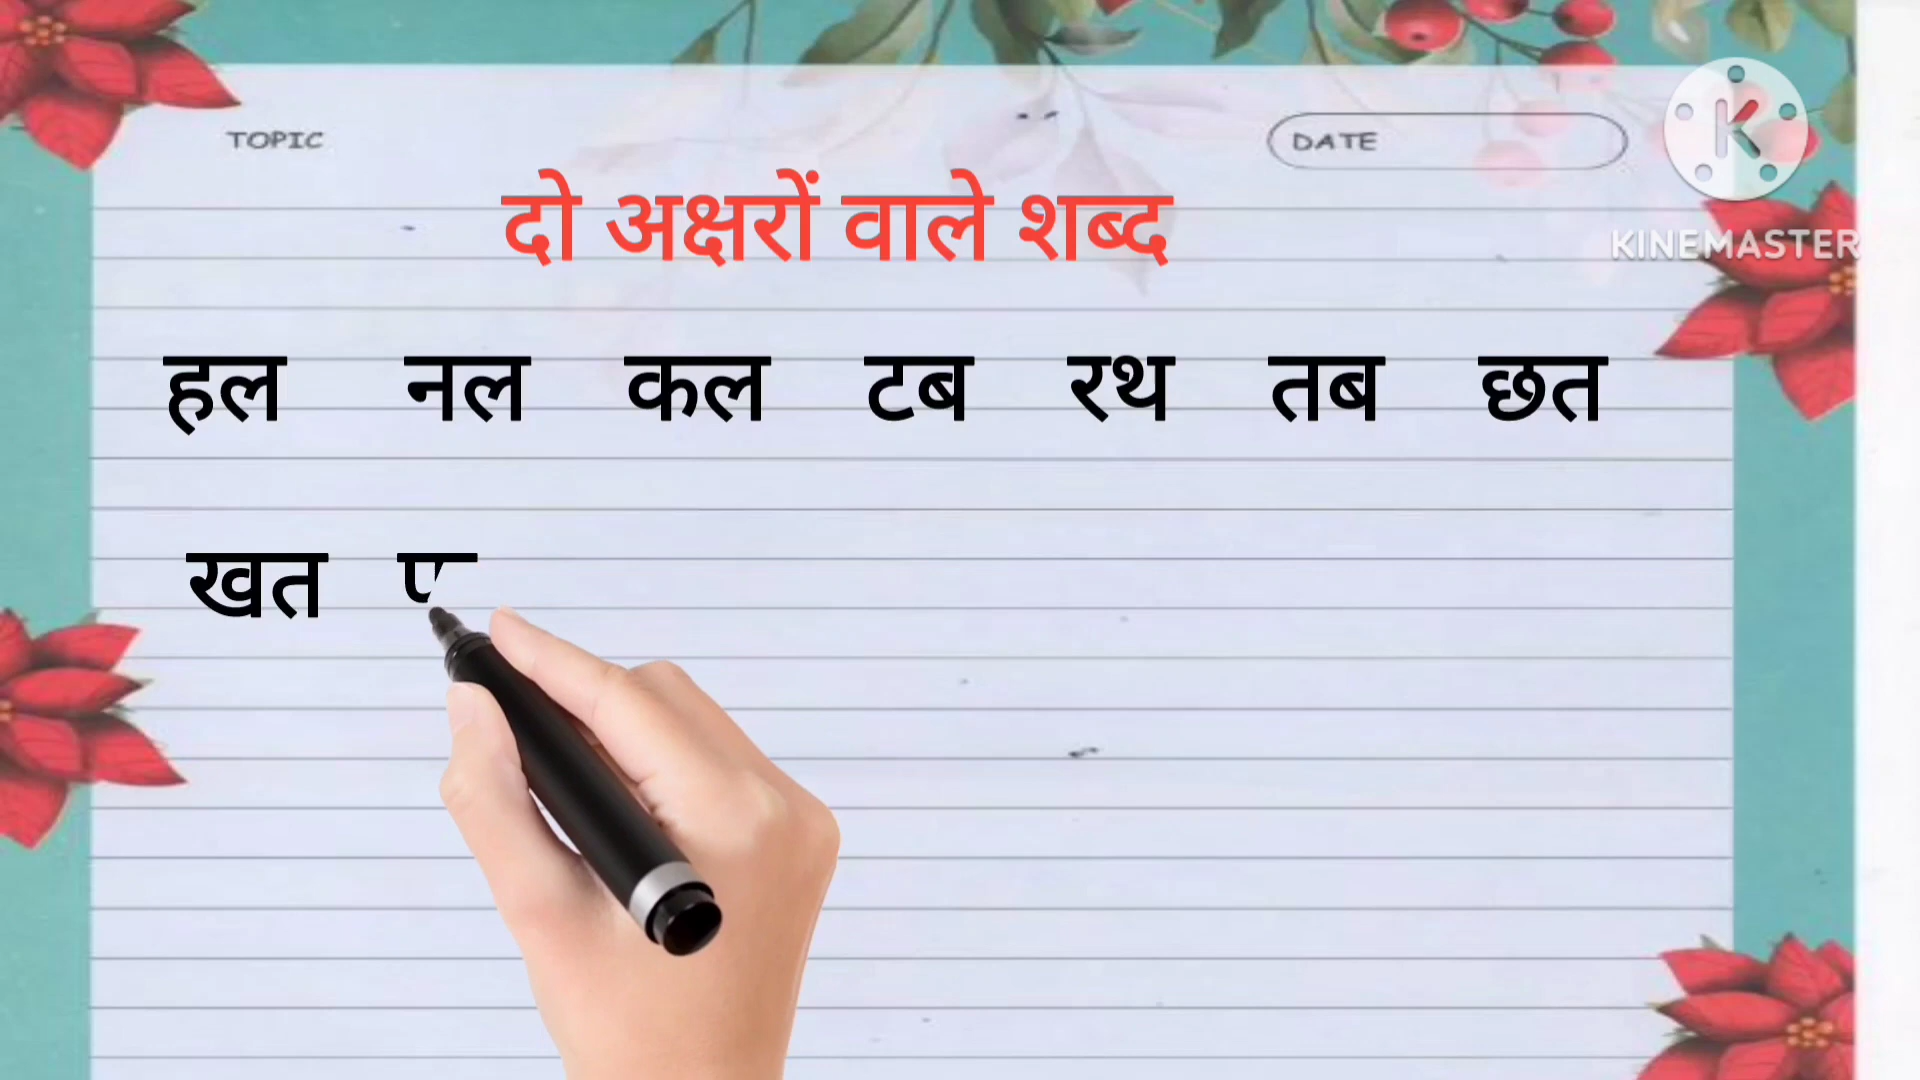 TOPIC DATE
दो अक्षरों वाले शब्द
KINEMASTER
हल नल कल टब रथ तब छत
खत